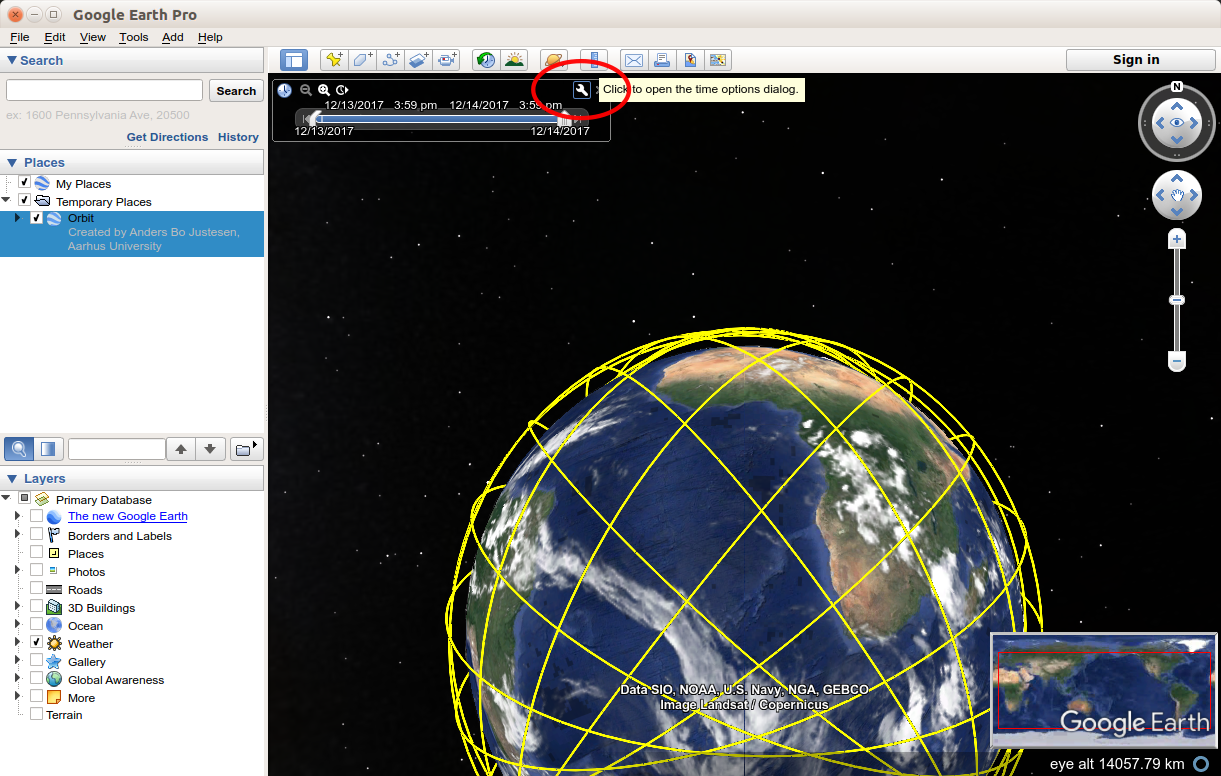 Google Earth Pro
File Edit View Tools Add Help
Search
Sign in
Search
ex: 1600 Pennsylvania Ave, 20500
Get Directions History
Places
My Places
Temporary Places
Orbit
Created by Anders Bo Justesen,
Aarhus University
Layers
Primary Database
The new Google Earth
Borders and Labels
Places
Photos
Roads
3D Buildings
Ocean
Weather
Gallery
Global Awareness
More
Terrain
Click to open the time options dialog.
12/13/2017 3:59 pm 12/14/2017 3:59 pm
12/13/2017 12/14/2017
N
Data SIO, NOAA, U.S. Navy, NGA, GEBCO
Image Landsat / Copernicus
Google Earth
eye alt 14057.79 km